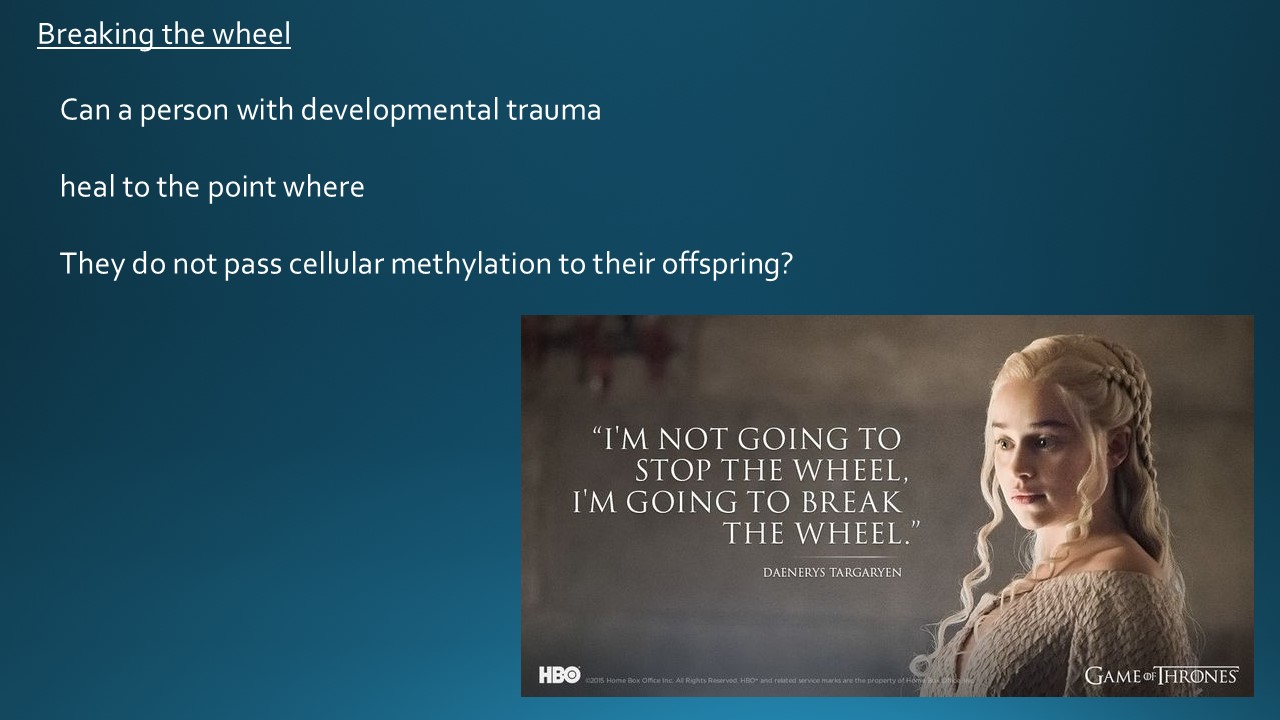 Breaking the wheel
Can a person with developmental trauma
heal to the point where
They do not pass cellular methylation to their offspring?
“I'M NOT GOING TO
STOP THE WHEEL,
I'M GOING TO BREAK
THE WHEEL.”
DAENERYS TARGARYEN
HBO ©2015 Home Box Office Inc. All Rights Reserved. HBO® and related service marks are the property of Home Box Office, Inc.
GAME OF THRONES